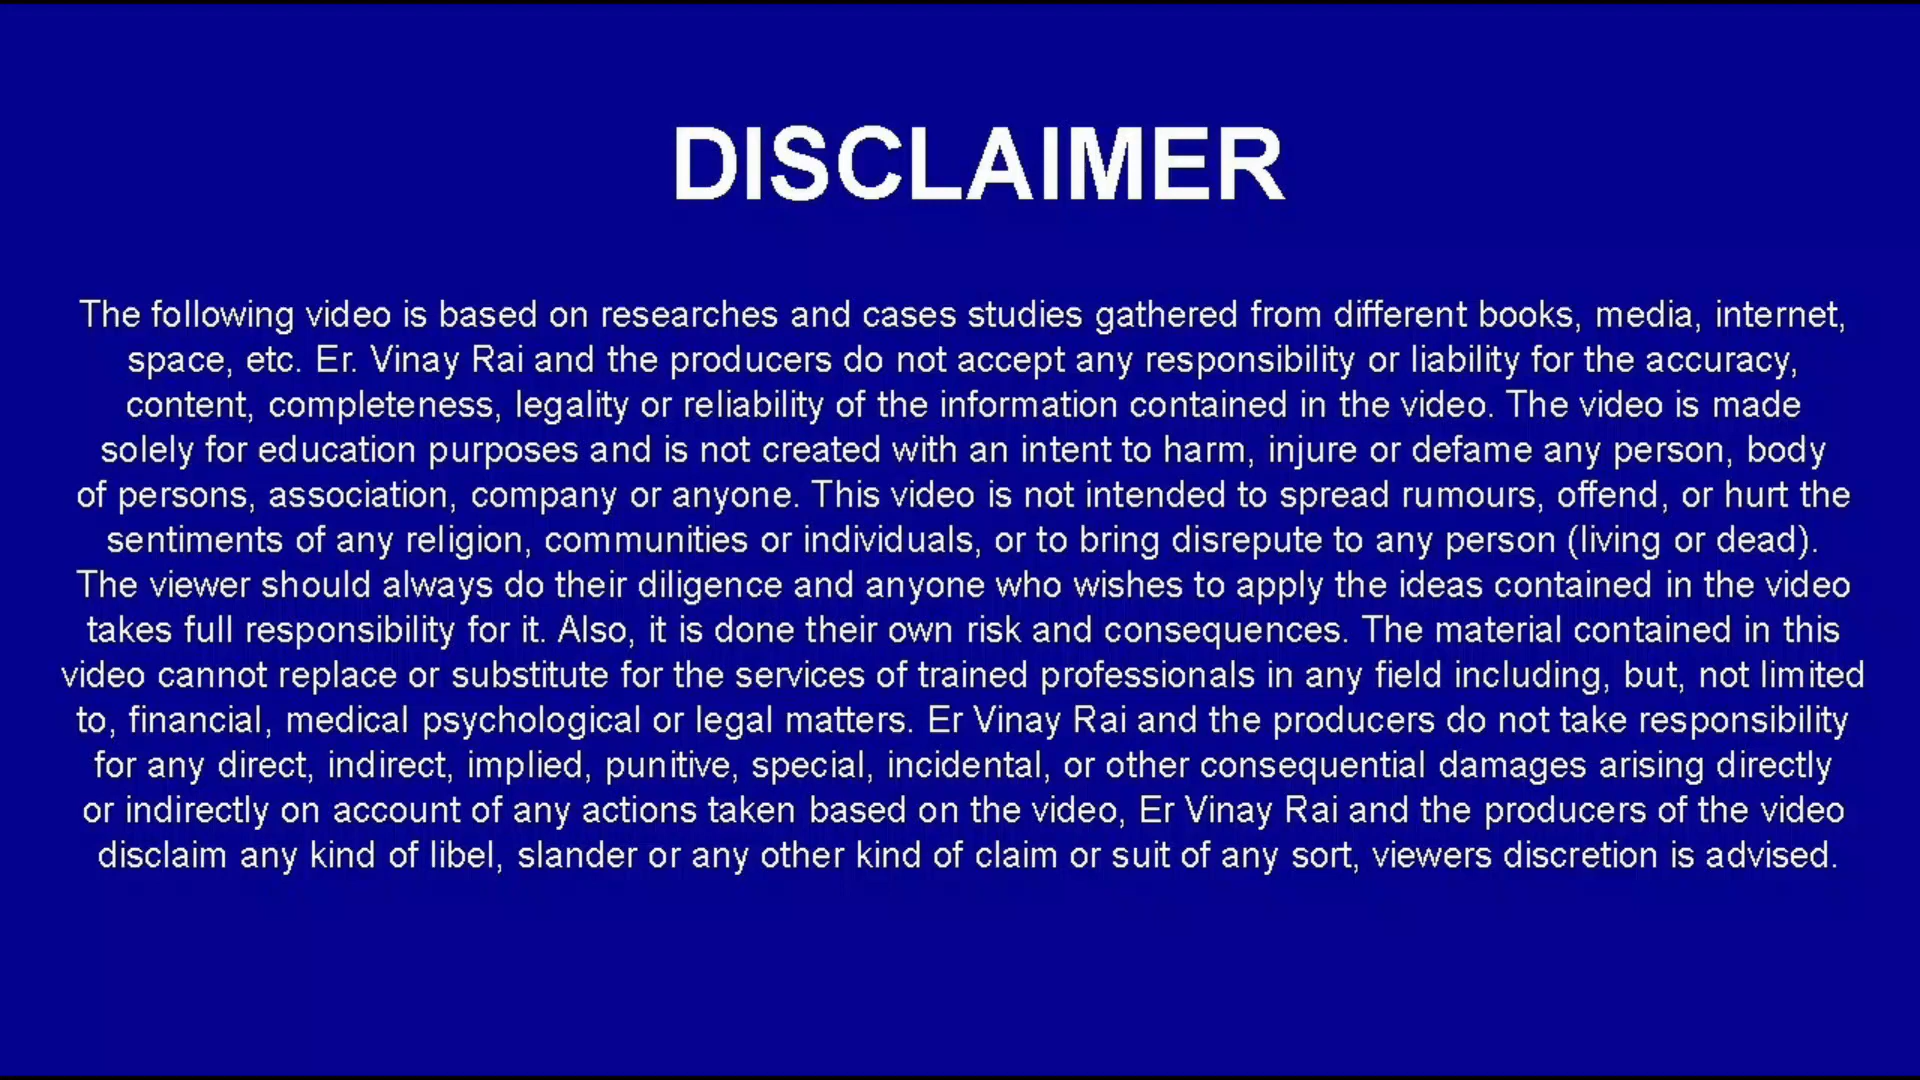 DISCLAIMER
The following video is based on researches and cases studies gathered from different books, media, internet,
space, etc. Er. Vinay Rai and the producers do not accept any responsibility or liability for the accuracy,
content, completeness, legality or reliability of the information contained in the video. The video is made
solely for education purposes and is not created with an intent to harm, injure or defame any person, body
of persons, association, company or anyone. This video is not intended to spread rumours, offend, or hurt the
sentiments of any religion, communities or individuals, or to bring disrepute to any person (living or dead).
The viewer should always do their diligence and anyone who wishes to apply the ideas contained in the video
takes full responsibility for it. Also, it is done their own risk and consequences. The material contained in this
video cannot replace or substitute for the services of trained professionals in any field including, but, not limited
to, financial, medical psychological or legal matters. Er Vinay Rai and the producers do not take responsibility
for any direct, indirect, implied, punitive, special, incidental, or other consequential damages arising directly
or indirectly on account of any actions taken based on the video, Er Vinay Rai and the producers of the video
disclaim any kind of libel, slander or any other kind of claim or suit of any sort, viewers discretion is advised.